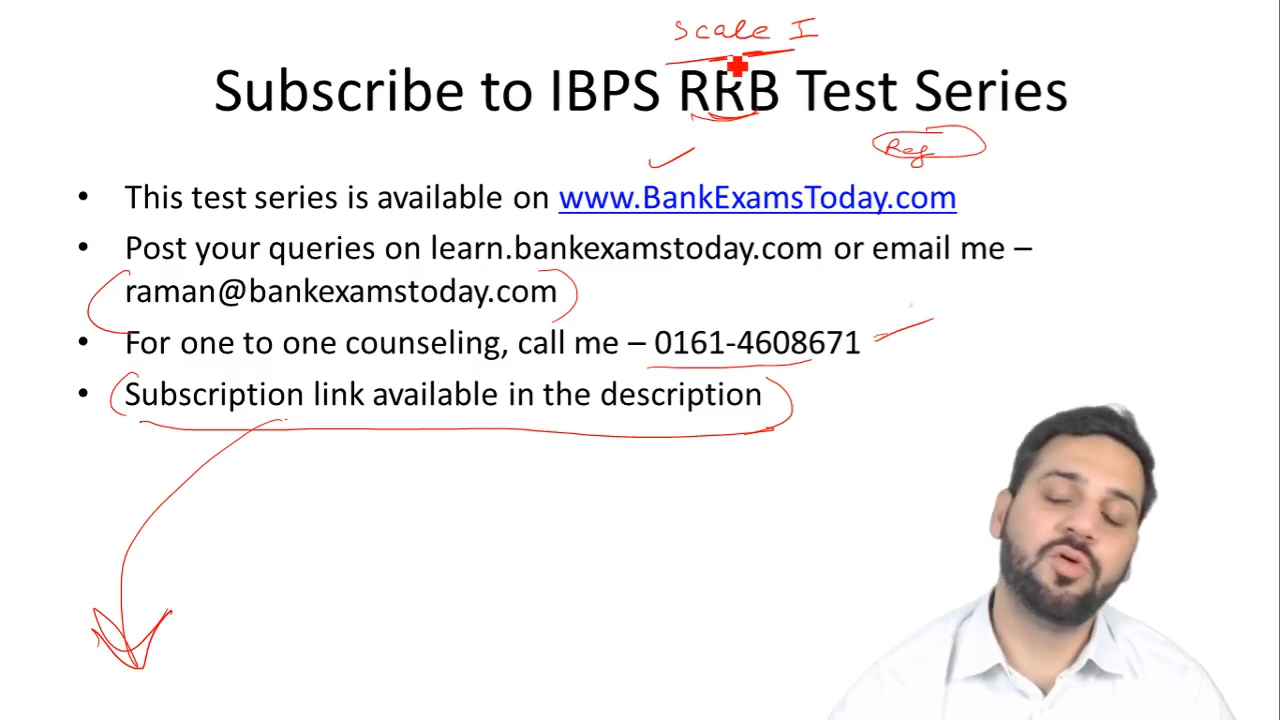 Scale I
Subscribe to IBPS RRB Test Series
Reg
• This test series is available on www.BankExamsToday.com
• Post your queries on learn.bankexamstoday.com or email me –
raman@bankexamstoday.com
• For one to one counseling, call me – 0161-4608671
• Subscription link available in the description